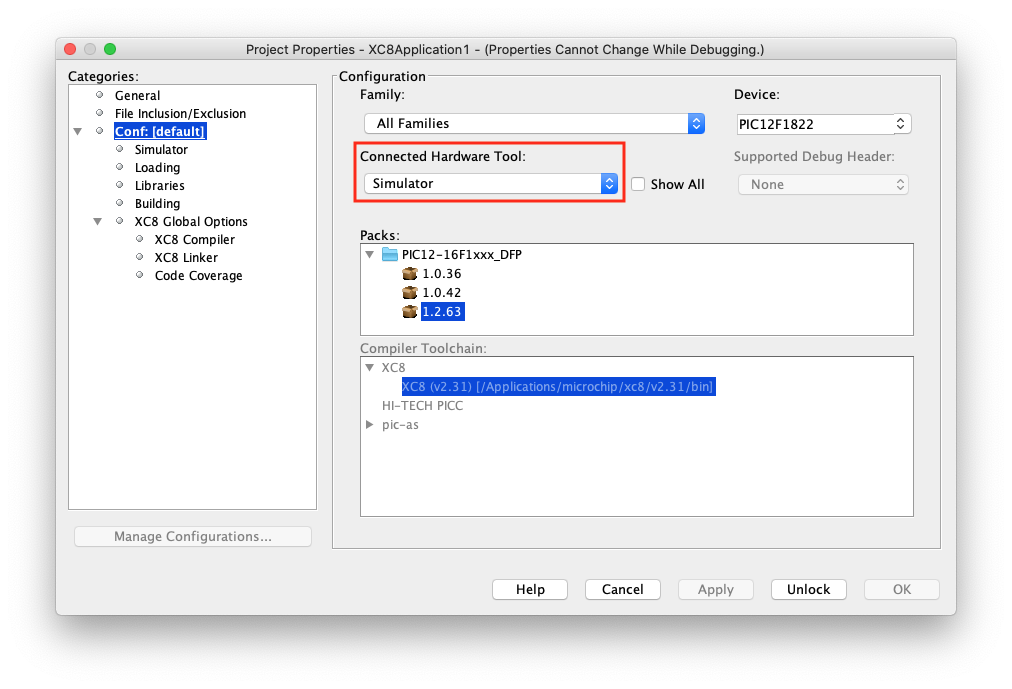 Project Properties - XC8Application1 - (Properties Cannot Change While Debugging.)
Categories:
General
File Inclusion/Exclusion
Conf: [default]
Simulator
Loading
Libraries
Building
XC8 Global Options
XC8 Compiler
XC8 Linker
Code Coverage
Manage Configurations...
Configuration
Family:
All Families
Device:
PIC12F1822
Connected Hardware Tool:
Simulator
Show All
Supported Debug Header:
None
Packs:
PIC12-16F1xxx_DFP
1.0.36
1.0.42
1.2.63
Compiler Toolchain:
XC8
XC8 (v2.31) [/Applications/microchip/xc8/v2.31/bin]
HI-TECH PICC
pic-as
Help
Cancel
Apply
Unlock
OK